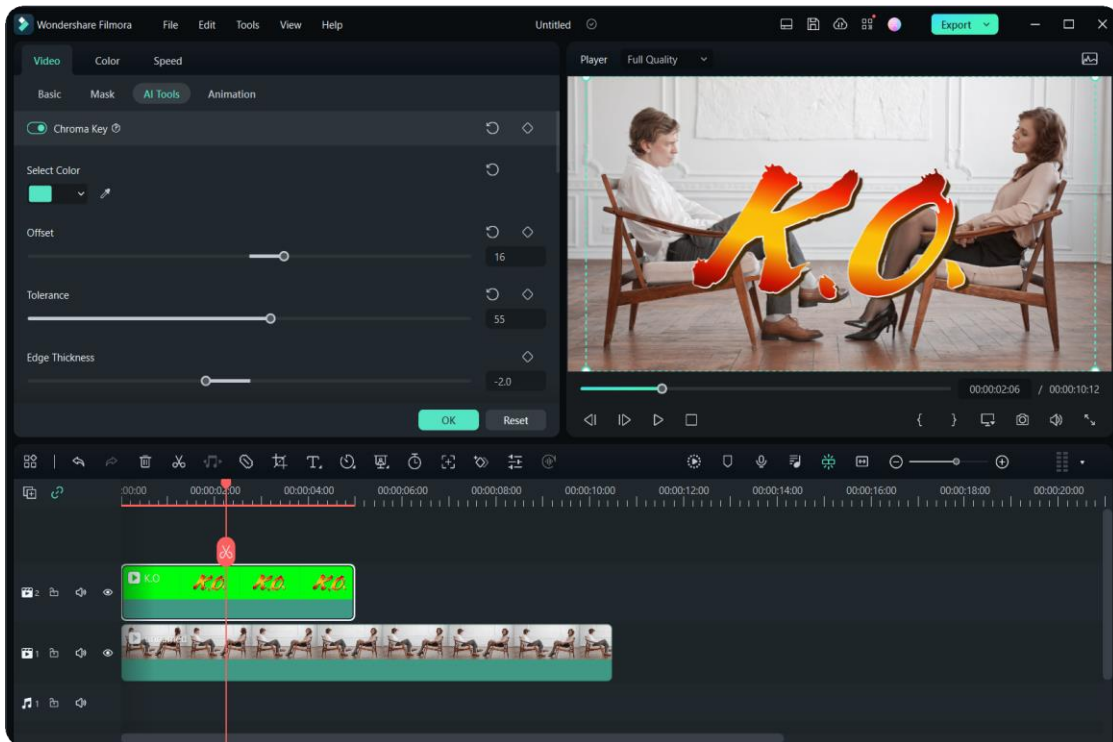 Wondershare Filmora File Edit Tools View Help Untitled Export
Video Color Speed
Basic Mask AI Tools Animation
Chroma Key
Select Color
Offset
16
Tolerance
55
Edge Thickness
-2.0
OK Reset
Player Full Quality
K.O.
00:00:02:06 / 00:00:10:12
:00:00 00:00:02:00 00:00:04:00 00:00:06:00 00:00:08:00 00:00:10:00 00:00:12:00 00:00:14:00 00:00:16:00 00:00:18:00 00:00:20:00
2 K.O K.O. K.O. K.O.
1
1